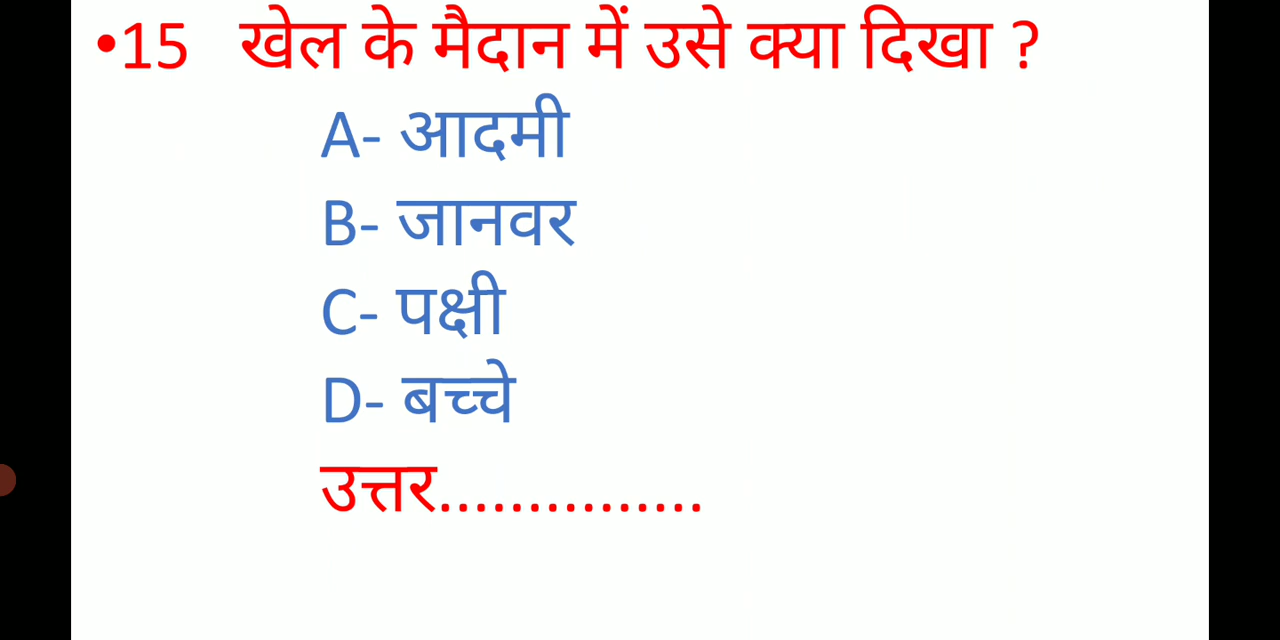 •15 खेल के मैदान में उसे क्या दिखा ?
A- आदमी
B- जानवर
C- पक्षी
D- बच्चे
उत्तर...............